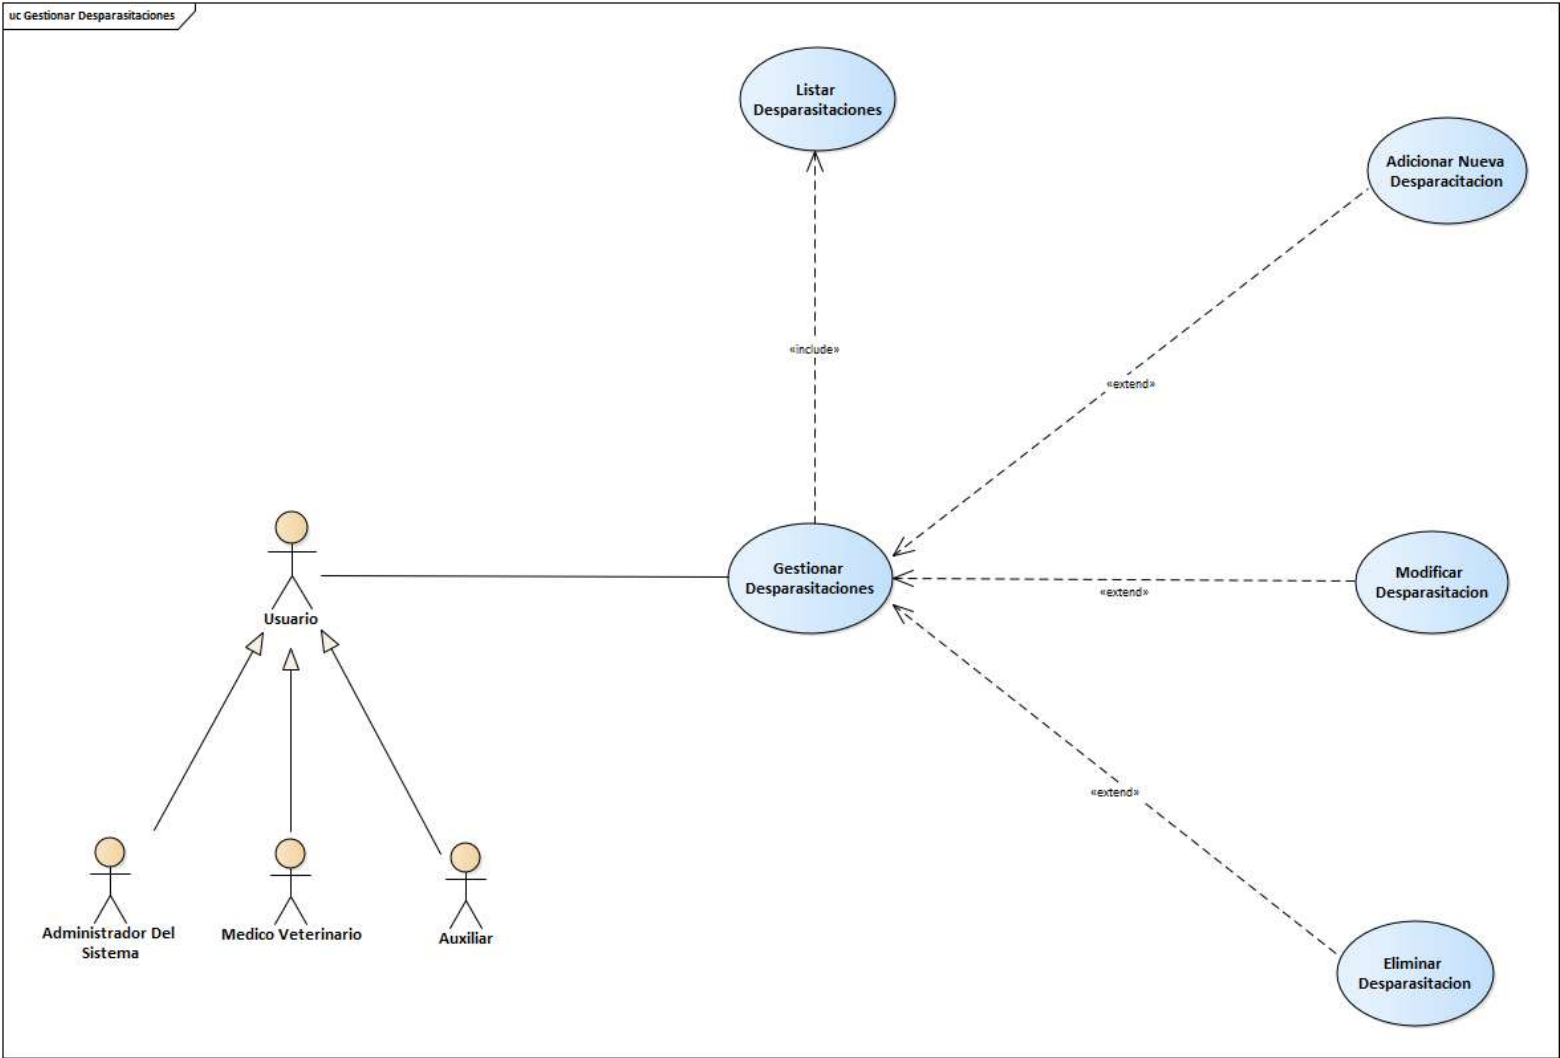 uc Gestionar Desparasitaciones
Listar
Desparasitaciones
Adicionar Nueva
Desparacitacion
«include»
«extend»
Gestionar
Desparasitaciones
Modificar
Desparasitacion
«extend»
Usuario
«extend»
Administrador Del
Sistema
Medico Veterinario
Auxiliar
Eliminar
Desparasitacion